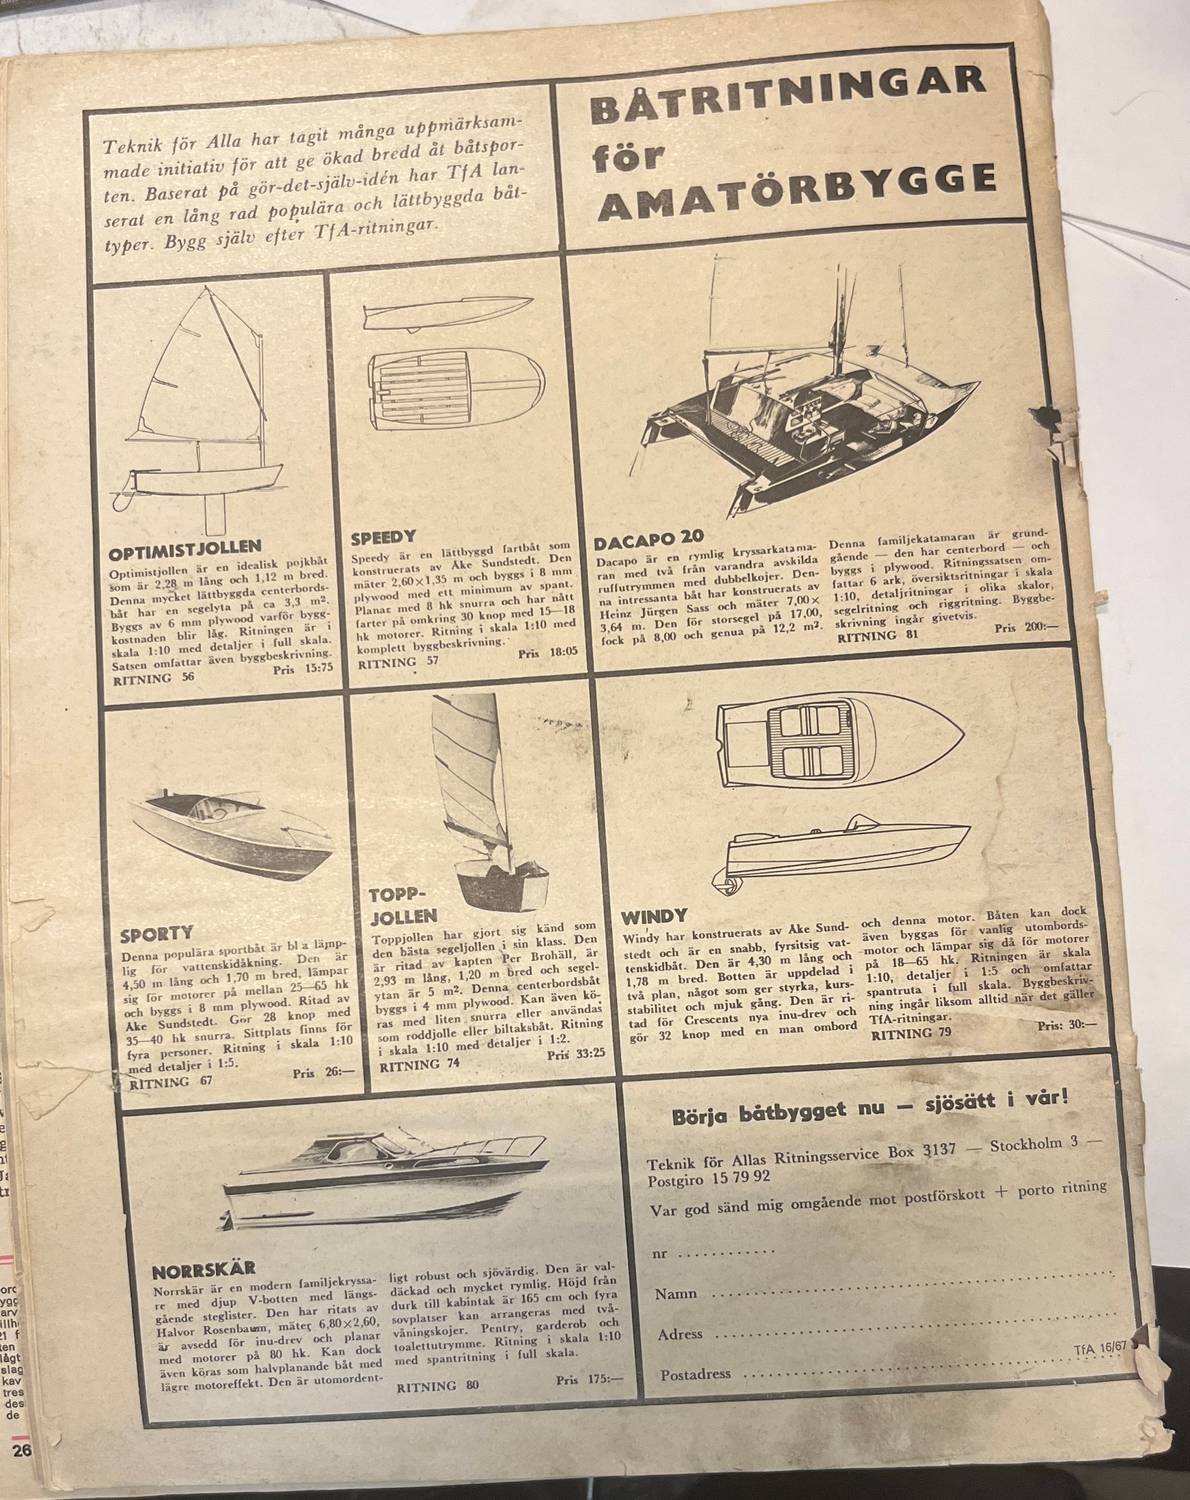 BÅTRITNINGAR
för
AMATÖRBYGGE
Teknik för Alla har tagit många uppmärksam-
made initiativ för att ge ökad bredd åt båtspor-
ten. Baserat på gör-det-själv-idén har TfA lan-
serat en lång rad populära och lättbyggda båt-
typer. Bygg själv efter TfA-ritningar.
OPTIMISTJOLLEN
Optimistjollen är en idealisk pojkbåt
som är 2,28 m lång och 1,12 m bred.
Denna mycket lättbyggda centerbords-
båt har en segelyta på ca 3,3 m².
Byggs av 6 mm plywood varför bygg-
kostnaden blir låg. Ritningen är i
skala 1:10 med detaljer i full skala.
Satsen omfattar även byggbeskrivning.
RITNING 56 Pris 15:75
SPEEDY
Speedy är en lättbyggd fartbåt som
konstruerats av Åke Sundstedt. Den
mäter 2,60×1,35 m och byggs i 8 mm
plywood med ett minimum av spant.
Planar med 8 hk snurra och har nått
farter på omkring 30 knop med 15—18
hk motorer. Ritning i skala 1:10 med
komplett byggbeskrivning.
RITNING 57 Pris 18:05
DACAPO 20
Dacapo är en rymlig kryssarkatama-
ran med två från varandra avskilda
ruffutrymmen med dubbelkojer. Den-
na intressanta båt har konstruerats av
Heinz Jürgen Sass och mäter 7,00×
3,64 m. Den för storsegel på 17,00,
fock på 8,00 och genua på 12,2 m².
Denna familjekatamaran är grund-
gående — den har centerbord — och
byggs i plywood. Ritningssatsen om-
fattar 6 ark, översiktsritningar i skala
1:10, detaljritningar i olika skalor,
segelritning och riggritning. Byggbe-
skrivning ingår givetvis.
RITNING 81 Pris 200:—
SPORTY
Denna populära sportbåt är bl a lämp-
lig för vattenskidåkning. Den är
4,50 m lång och 1,70 m bred, lämpar
sig för motorer på mellan 25—65 hk
och byggs i 8 mm plywood. Ritad av
Åke Sundstedt. Gör 28 knop med
35—40 hk snurra. Sittplats finns för
fyra personer. Ritning i skala 1:10
med detaljer i 1:5.
RITNING 67 Pris 26:—
TOPP-
JOLLEN
Toppjollen har gjort sig känd som
den bästa segeljollen i sin klass. Den
är ritad av kapten Per Brohäll, är
2,93 m lång, 1,20 m bred och segel-
ytan är 5 m². Denna centerbordsbåt
byggs i 4 mm plywood. Kan även kö-
ras med liten snurra eller användas
som roddjolle eller biltaksbåt. Ritning
i skala 1:10 med detaljer i 1:2.
RITNING 74 Pris 33:25
WINDY
Windy har konstruerats av Åke Sund-
stedt och är en snabb, fyrsitsig vat-
tenskidbåt. Den är 4,30 m lång och
1,78 m bred. Botten är uppdelad i
två plan, något som ger styrka, kurs-
stabilitet och mjuk gång. Den är ri-
tad för Crescents nya inu-drev och
gör 32 knop med en man ombord
och denna motor. Båten kan dock
även byggas för vanlig utombords-
motor och lämpar sig då för motorer
på 18—65 hk. Ritningen är skala
1:10, detaljer i 1:5 och omfattar
spantruta i full skala. Byggbeskriv-
ning ingår liksom alltid när det gäller
TfA-ritningar.
RITNING 79 Pris: 30:—
NORRSKÄR
Norrskär är en modern familjekryssa-
re med djup V-botten med längs-
gående steglister. Den har ritats av
Halvor Rosenbaum, mäter 6,80×2,60,
är avsedd för inu-drev och planar
med motorer på 80 hk. Kan dock
även köras som halvplanande båt med
lägre motoreffekt. Den är utomordent-
ligt robust och sjövärdig. Den är val-
däckad och mycket rymlig. Höjd från
durk till kabintak är 165 cm och fyra
sovplatser kan arrangeras med två-
våningskojer. Pentry, garderob och
toalettutrymme. Ritning i skala 1:10
med spantritning i full skala.
RITNING 80 Pris 175:—
Börja båtbygget nu — sjösätt i vår!
Teknik för Allas Ritningsservice Box 3137 — Stockholm 3 —
Postgiro 15 79 92
Var god sänd mig omgående mot postförskott + porto ritning
nr
Namn
Adress
TfA 16/67
Postadress
slag
kav
tres
des
de
26